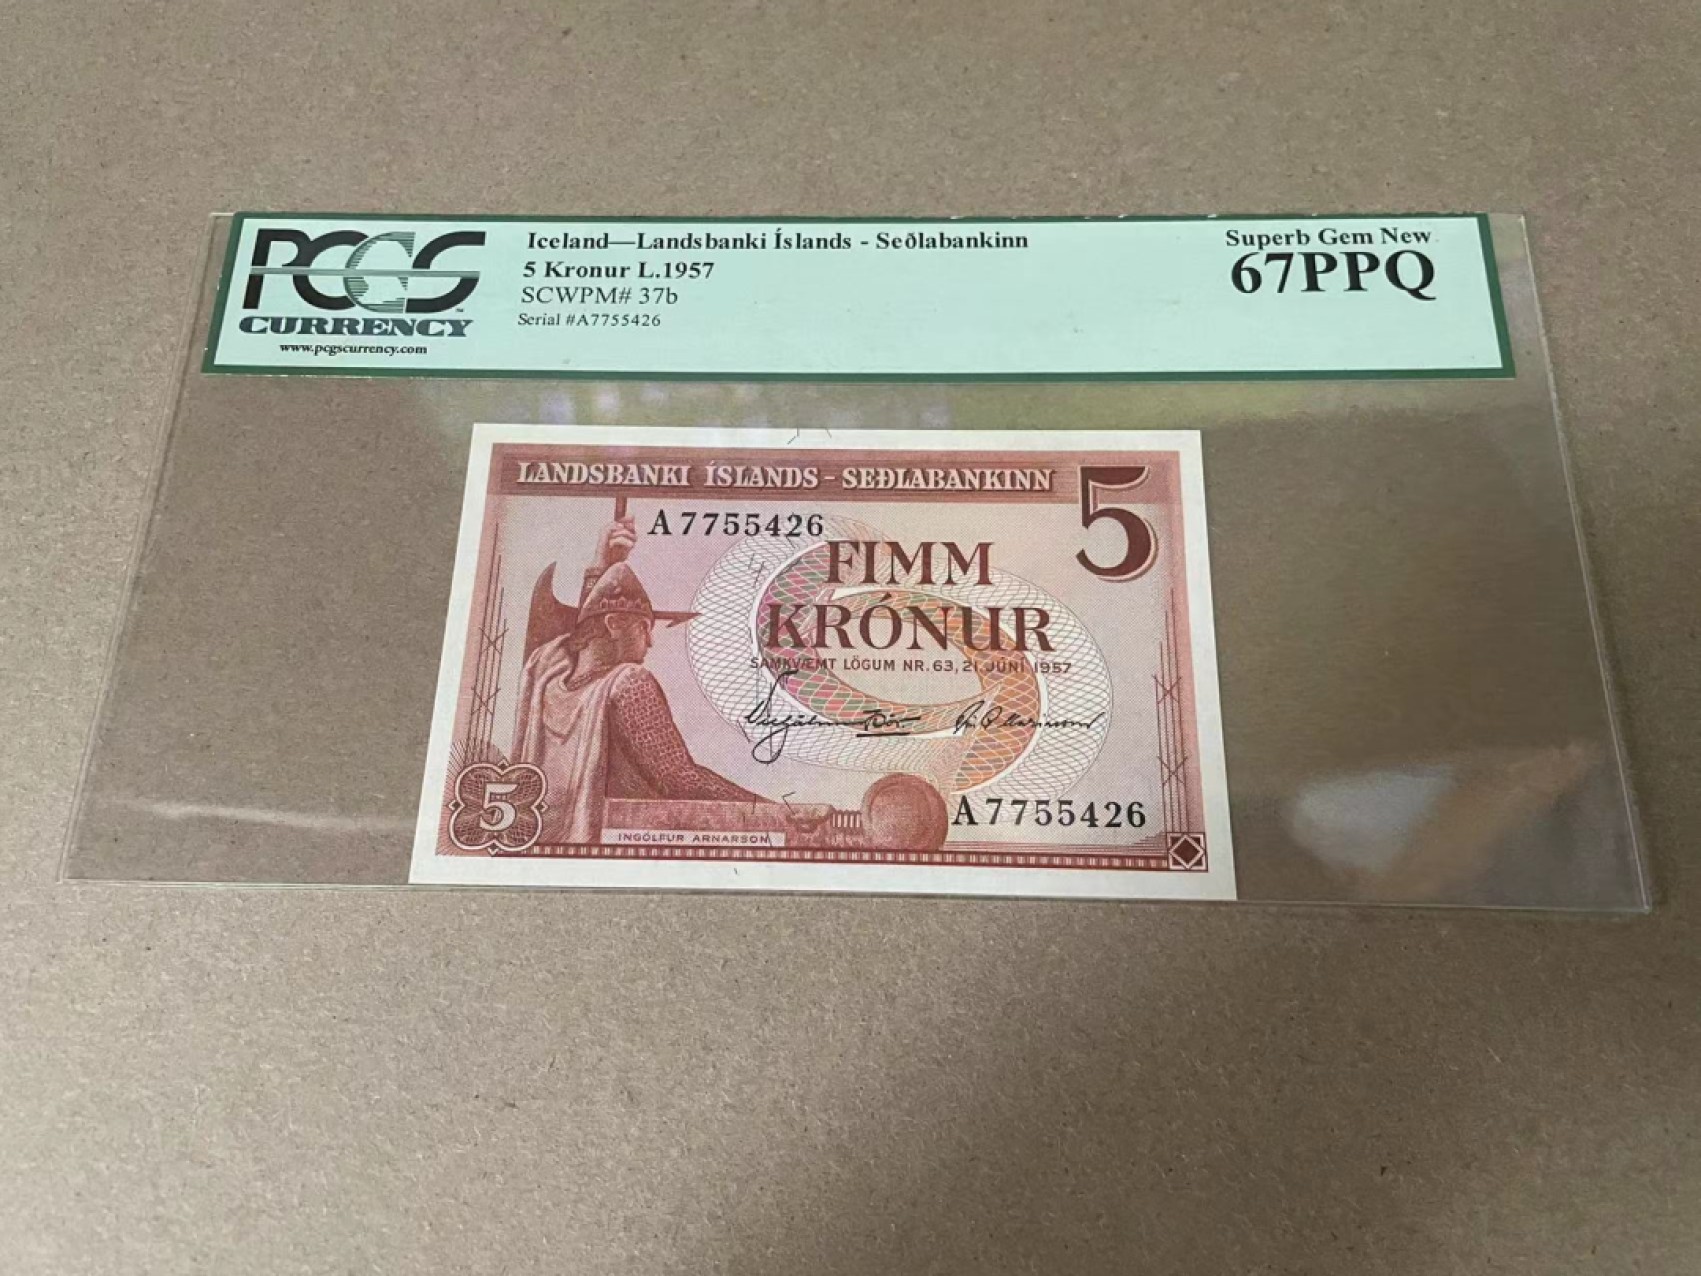 PCGS
CURRENCY
www.pcgscurrency.com
Iceland—Landsbanki Íslands - Seðlabankinn
5 Kronur L.1957
SCWPM# 37b
Serial #A7755426
Superb Gem New
67PPQ
LANDSBANKI ÍSLANDS - SEÐLABANKINN
5
A7755426
FIMM
KRÓNUR
SAMKVÆMT LÖGUM NR. 63, 21. JÚNÍ 1957
5
A7755426
INGÓLFUR ARNARSON